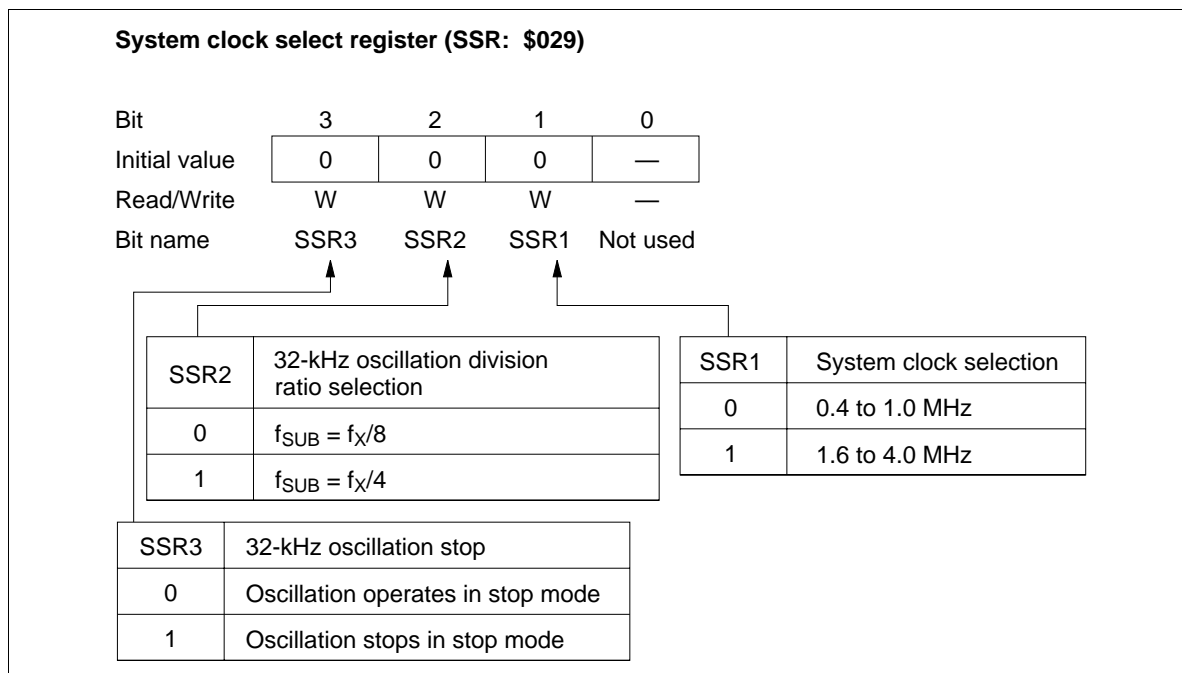 System clock select register (SSR: $029)
Bit 3 2 1 0
Initial value 0 0 0 —
Read/Write W W W —
Bit name SSR3 SSR2 SSR1 Not used
SSR2 32-kHz oscillation division
ratio selection
0 fSUB = fX/8
1 fSUB = fX/4
SSR1 System clock selection
0 0.4 to 1.0 MHz
1 1.6 to 4.0 MHz
SSR3 32-kHz oscillation stop
0 Oscillation operates in stop mode
1 Oscillation stops in stop mode